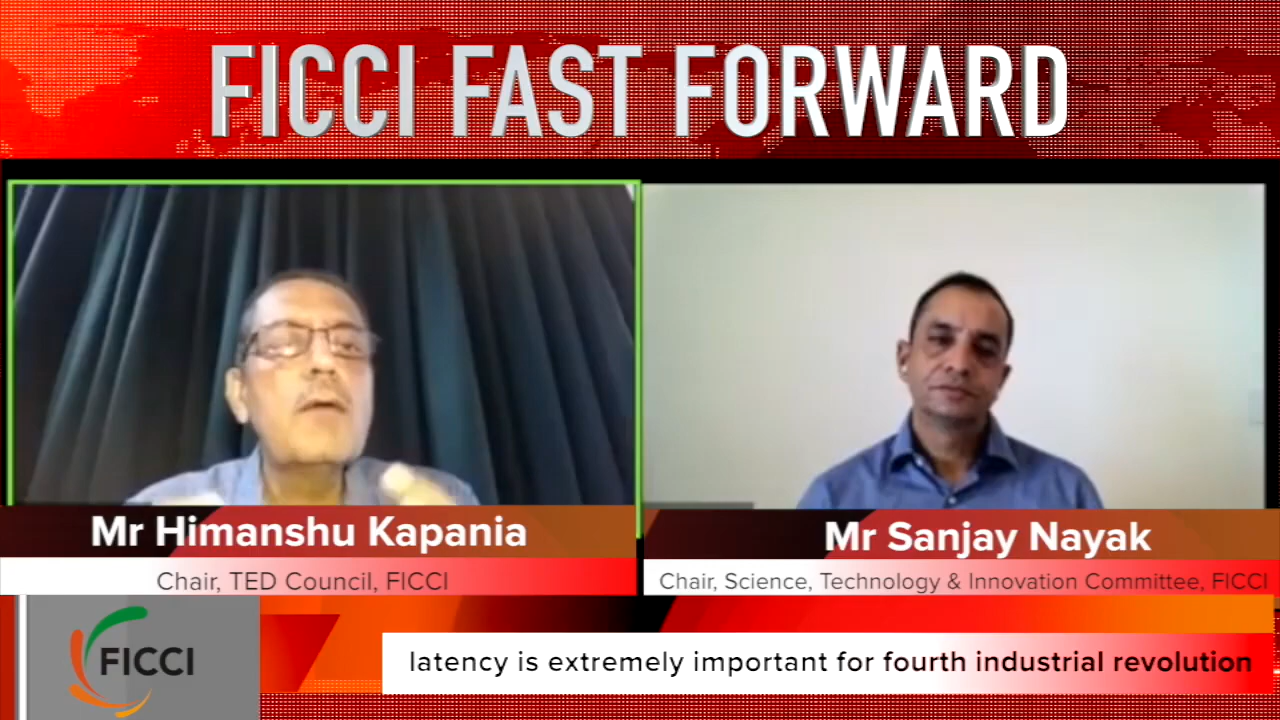 FICCI FAST FORWARD
Mr Himanshu Kapania
Chair, TED Council, FICCI
Mr Sanjay Nayak
Chair, Science, Technology & Innovation Committee, FICCI
FICCI
latency is extremely important for fourth industrial revolution